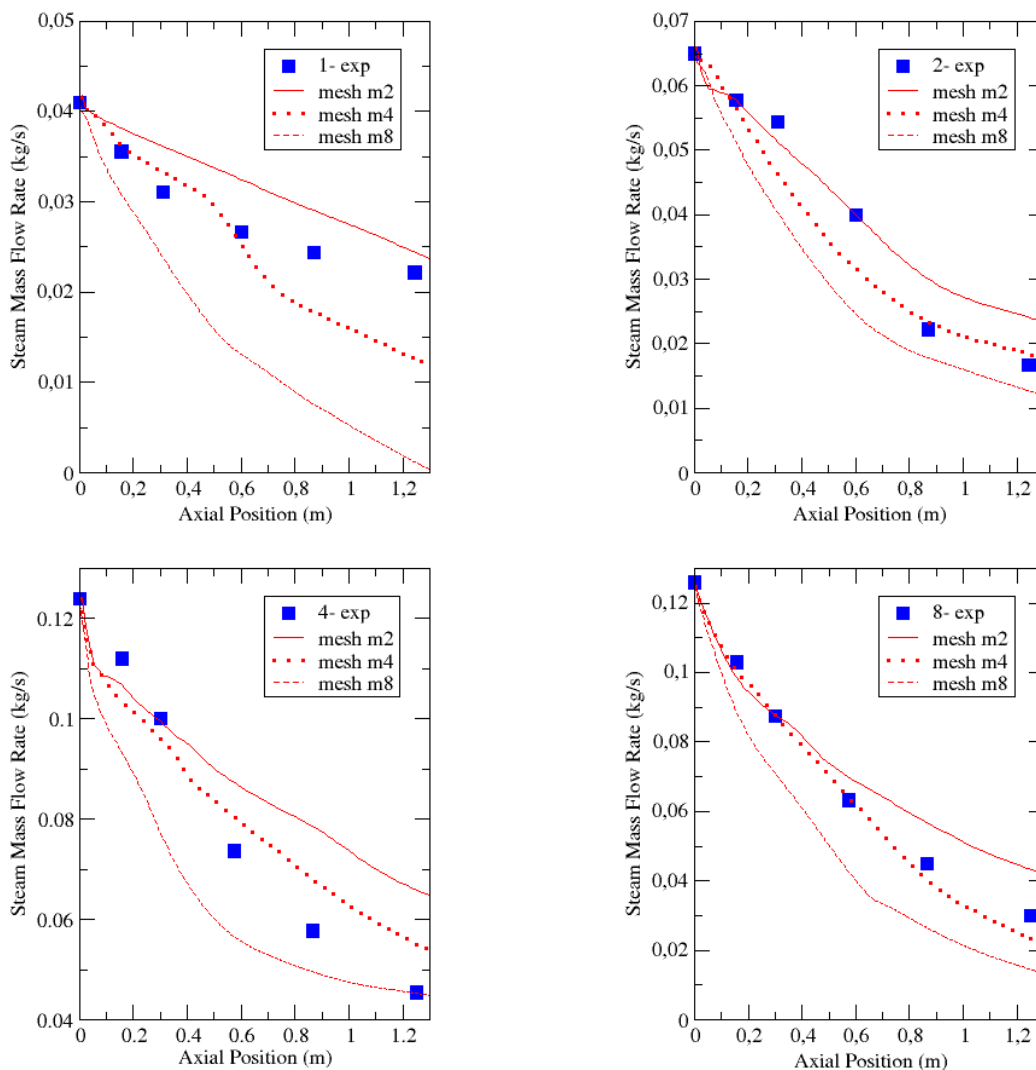 0,05
0,04
0,03
0,02
0,01
0
Steam Mass Flow Rate (kg/s)
1- exp
mesh m2
mesh m4
mesh m8
0 0,2 0,4 0,6 0,8 1 1,2
Axial Position (m)
0,07
0,06
0,05
0,04
0,03
0,02
0,01
0
Steam Mass Flow Rate (kg/s)
2- exp
mesh m2
mesh m4
mesh m8
0 0,2 0,4 0,6 0,8 1 1,2
Axial Position (m)
0.12
0.1
0.08
0.06
0.04
Steam Mass Flow Rate (kg/s)
4- exp
mesh m2
mesh m4
mesh m8
0 0.2 0.4 0.6 0.8 1 1.2
Axial Position (m)
0,12
0,1
0,08
0,06
0,04
0,02
0
Steam Mass Flow Rate (kg/s)
8- exp
mesh m2
mesh m4
mesh m8
0 0,2 0,4 0,6 0,8 1 1,2
Axial Position (m)